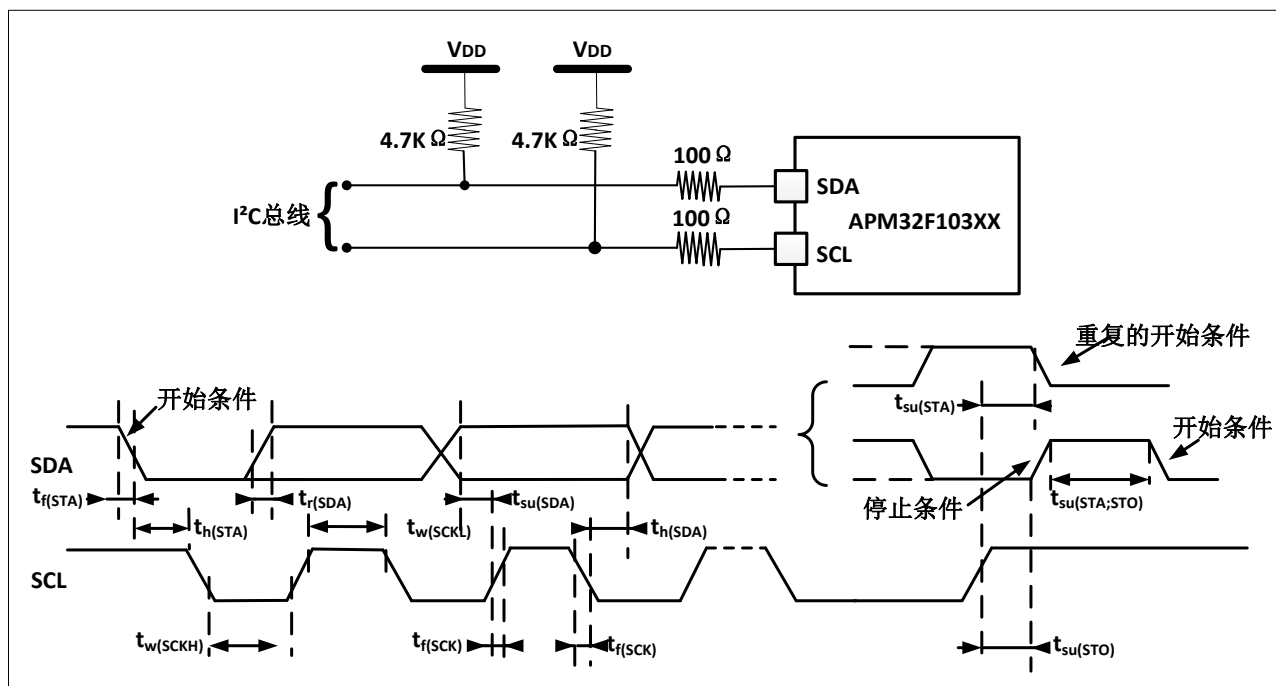 VDD
VDD
4.7K Ω
4.7K Ω
100 Ω
SDA
I²C总线
100 Ω
APM32F103XX
SCL
重复的开始条件
开始条件
tsu(STA)
开始条件
SDA
tf(STA)
tr(SDA)
tsu(SDA)
停止条件
tsu(STA;STO)
th(STA)
tw(SCKL)
th(SDA)
SCL
tw(SCKH)
tf(SCK)
tf(SCK)
tsu(STO)